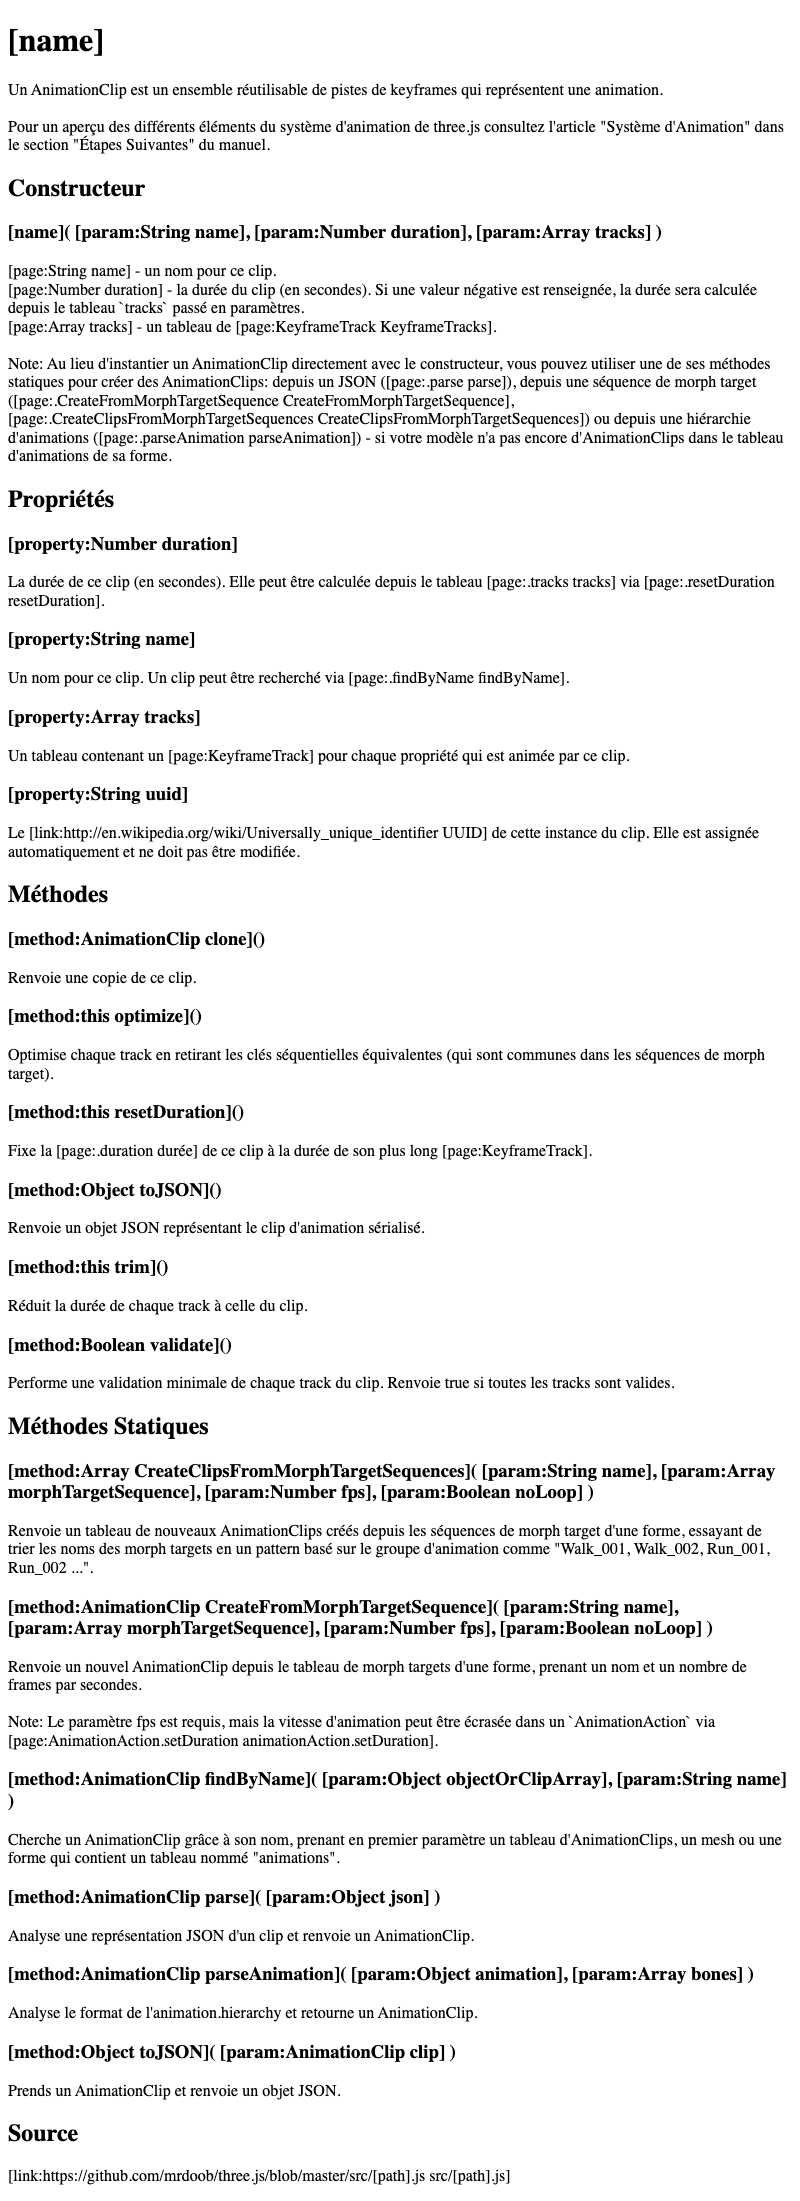 [name]
Un AnimationClip est un ensemble réutilisable de pistes de keyframes qui représentent une animation.
Pour un aperçu des différents éléments du système d'animation de three.js consultez l'article "Système d'Animation" dans
le section "Étapes Suivantes" du manuel.
Constructeur
[name]( [param:String name], [param:Number duration], [param:Array tracks] )
[page:String name] - un nom pour ce clip.
[page:Number duration] - la durée du clip (en secondes). Si une valeur négative est renseignée, la durée sera calculée
depuis le tableau `tracks` passé en paramètres.
[page:Array tracks] - un tableau de [page:KeyframeTrack KeyframeTracks].
Note: Au lieu d'instantier un AnimationClip directement avec le constructeur, vous pouvez utiliser une de ses méthodes
statiques pour créer des AnimationClips: depuis un JSON ([page:.parse parse]), depuis une séquence de morph target
([page:.CreateFromMorphTargetSequence CreateFromMorphTargetSequence],
[page:.CreateClipsFromMorphTargetSequences CreateClipsFromMorphTargetSequences]) ou depuis une hiérarchie
d'animations ([page:.parseAnimation parseAnimation]) - si votre modèle n'a pas encore d'AnimationClips dans le tableau
d'animations de sa forme.
Propriétés
[property:Number duration]
La durée de ce clip (en secondes). Elle peut être calculée depuis le tableau [page:.tracks tracks] via [page:.resetDuration
resetDuration].
[property:String name]
Un nom pour ce clip. Un clip peut être recherché via [page:.findByName findByName].
[property:Array tracks]
Un tableau contenant un [page:KeyframeTrack] pour chaque propriété qui est animée par ce clip.
[property:String uuid]
Le [link:http://en.wikipedia.org/wiki/Universally_unique_identifier UUID] de cette instance du clip. Elle est assignée
automatiquement et ne doit pas être modifiée.
Méthodes
[method:AnimationClip clone]()
Renvoie une copie de ce clip.
[method:this optimize]()
Optimise chaque track en retirant les clés séquentielles équivalentes (qui sont communes dans les séquences de morph
target).
[method:this resetDuration]()
Fixe la [page:.duration durée] de ce clip à la durée de son plus long [page:KeyframeTrack].
[method:Object toJSON]()
Renvoie un objet JSON représentant le clip d'animation sérialisé.
[method:this trim]()
Réduit la durée de chaque track à celle du clip.
[method:Boolean validate]()
Performe une validation minimale de chaque track du clip. Renvoie true si toutes les tracks sont valides.
Méthodes Statiques
[method:Array CreateClipsFromMorphTargetSequences]( [param:String name], [param:Array
morphTargetSequence], [param:Number fps], [param:Boolean noLoop] )
Renvoie un tableau de nouveaux AnimationClips créés depuis les séquences de morph target d'une forme, essayant de
trier les noms des morph targets en un pattern basé sur le groupe d'animation comme "Walk_001, Walk_002, Run_001,
Run_002 ...".
[method:AnimationClip CreateFromMorphTargetSequence]( [param:String name],
[param:Array morphTargetSequence], [param:Number fps], [param:Boolean noLoop] )
Renvoie un nouvel AnimationClip depuis le tableau de morph targets d'une forme, prenant un nom et un nombre de
frames par secondes.
Note: Le paramètre fps est requis, mais la vitesse d'animation peut être écrasée dans un `AnimationAction` via
[page:AnimationAction.setDuration animationAction.setDuration].
[method:AnimationClip findByName]( [param:Object objectOrClipArray], [param:String name]
)
Cherche un AnimationClip grâce à son nom, prenant en premier paramètre un tableau d'AnimationClips, un mesh ou une
forme qui contient un tableau nommé "animations".
[method:AnimationClip parse]( [param:Object json] )
Analyse une représentation JSON d'un clip et renvoie un AnimationClip.
[method:AnimationClip parseAnimation]( [param:Object animation], [param:Array bones] )
Analyse le format de l'animation.hierarchy et retourne un AnimationClip.
[method:Object toJSON]( [param:AnimationClip clip] )
Prends un AnimationClip et renvoie un objet JSON.
Source
[link:https://github.com/mrdoob/three.js/blob/master/src/[path].js src/[path].js]